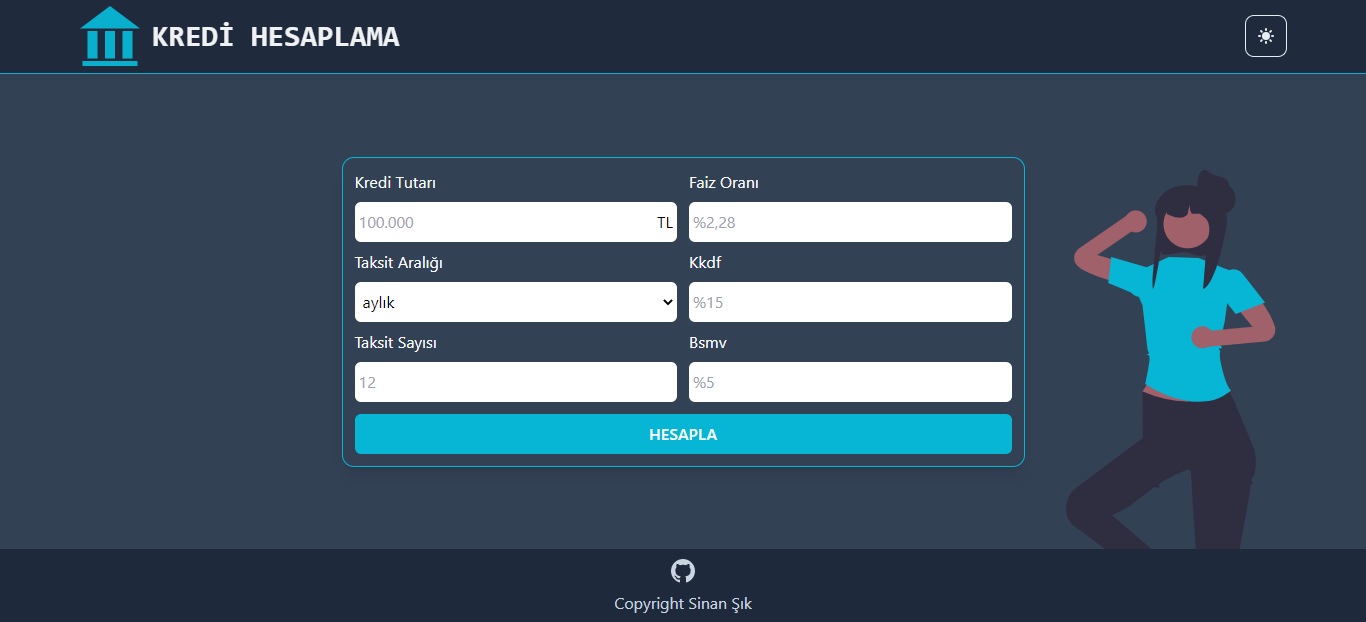 KREDİ HESAPLAMA
Kredi Tutarı
Faiz Oranı
100.000 TL
%2,28
Taksit Aralığı
Kkdf
aylık
%15
Taksit Sayısı
Bsmv
12
%5
HESAPLA
Copyright Sinan Şık